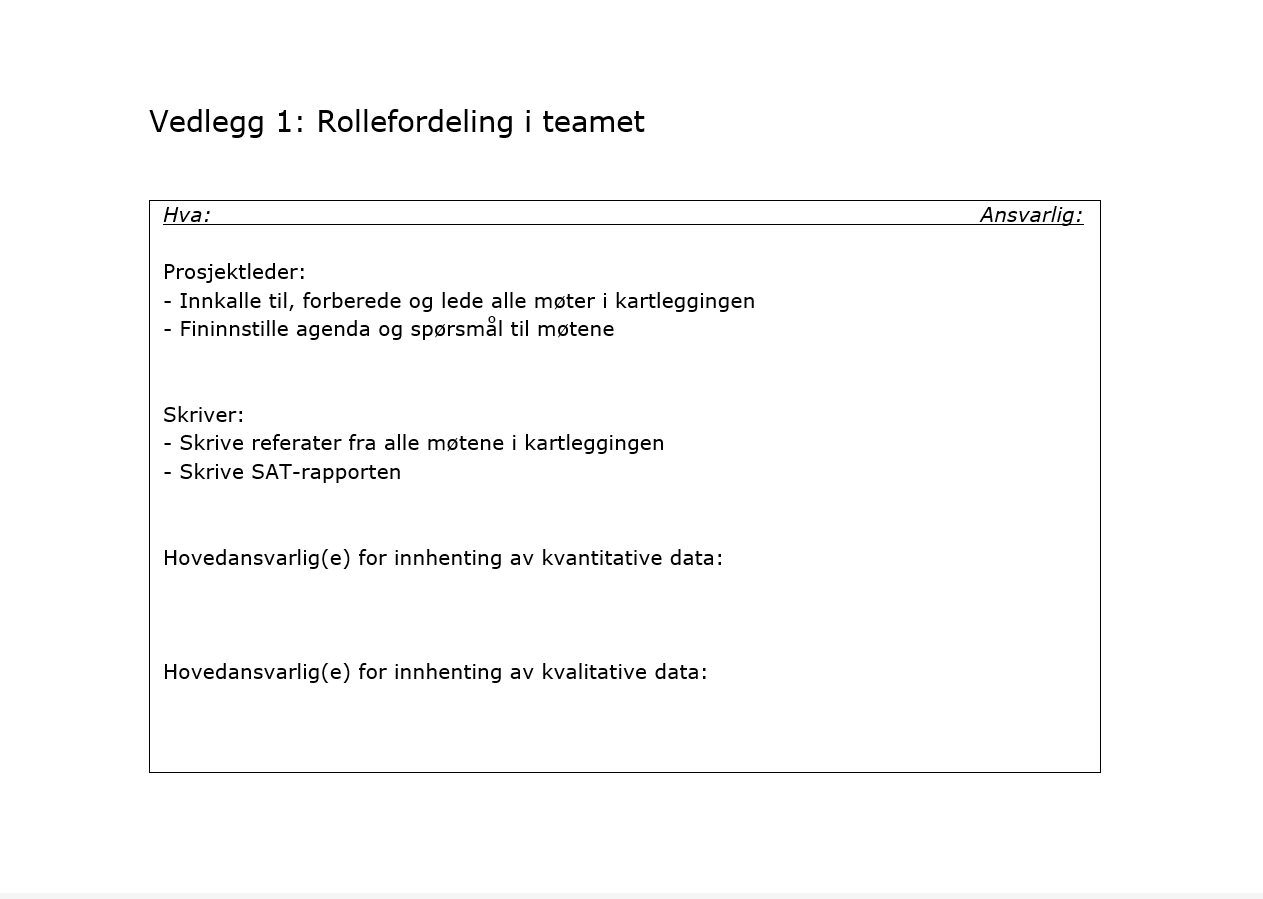 Vedlegg 1: Rollefordeling i teamet
Hva: Ansvarlig:
Prosjektleder:
- Innkalle til, forberede og lede alle møter i kartleggingen
- Fininnstille agenda og spørsmål til møtene
Skriver:
- Skrive referater fra alle møtene i kartleggingen
- Skrive SAT-rapporten
Hovedansvarlig(e) for innhenting av kvantitative data:
Hovedansvarlig(e) for innhenting av kvalitative data: